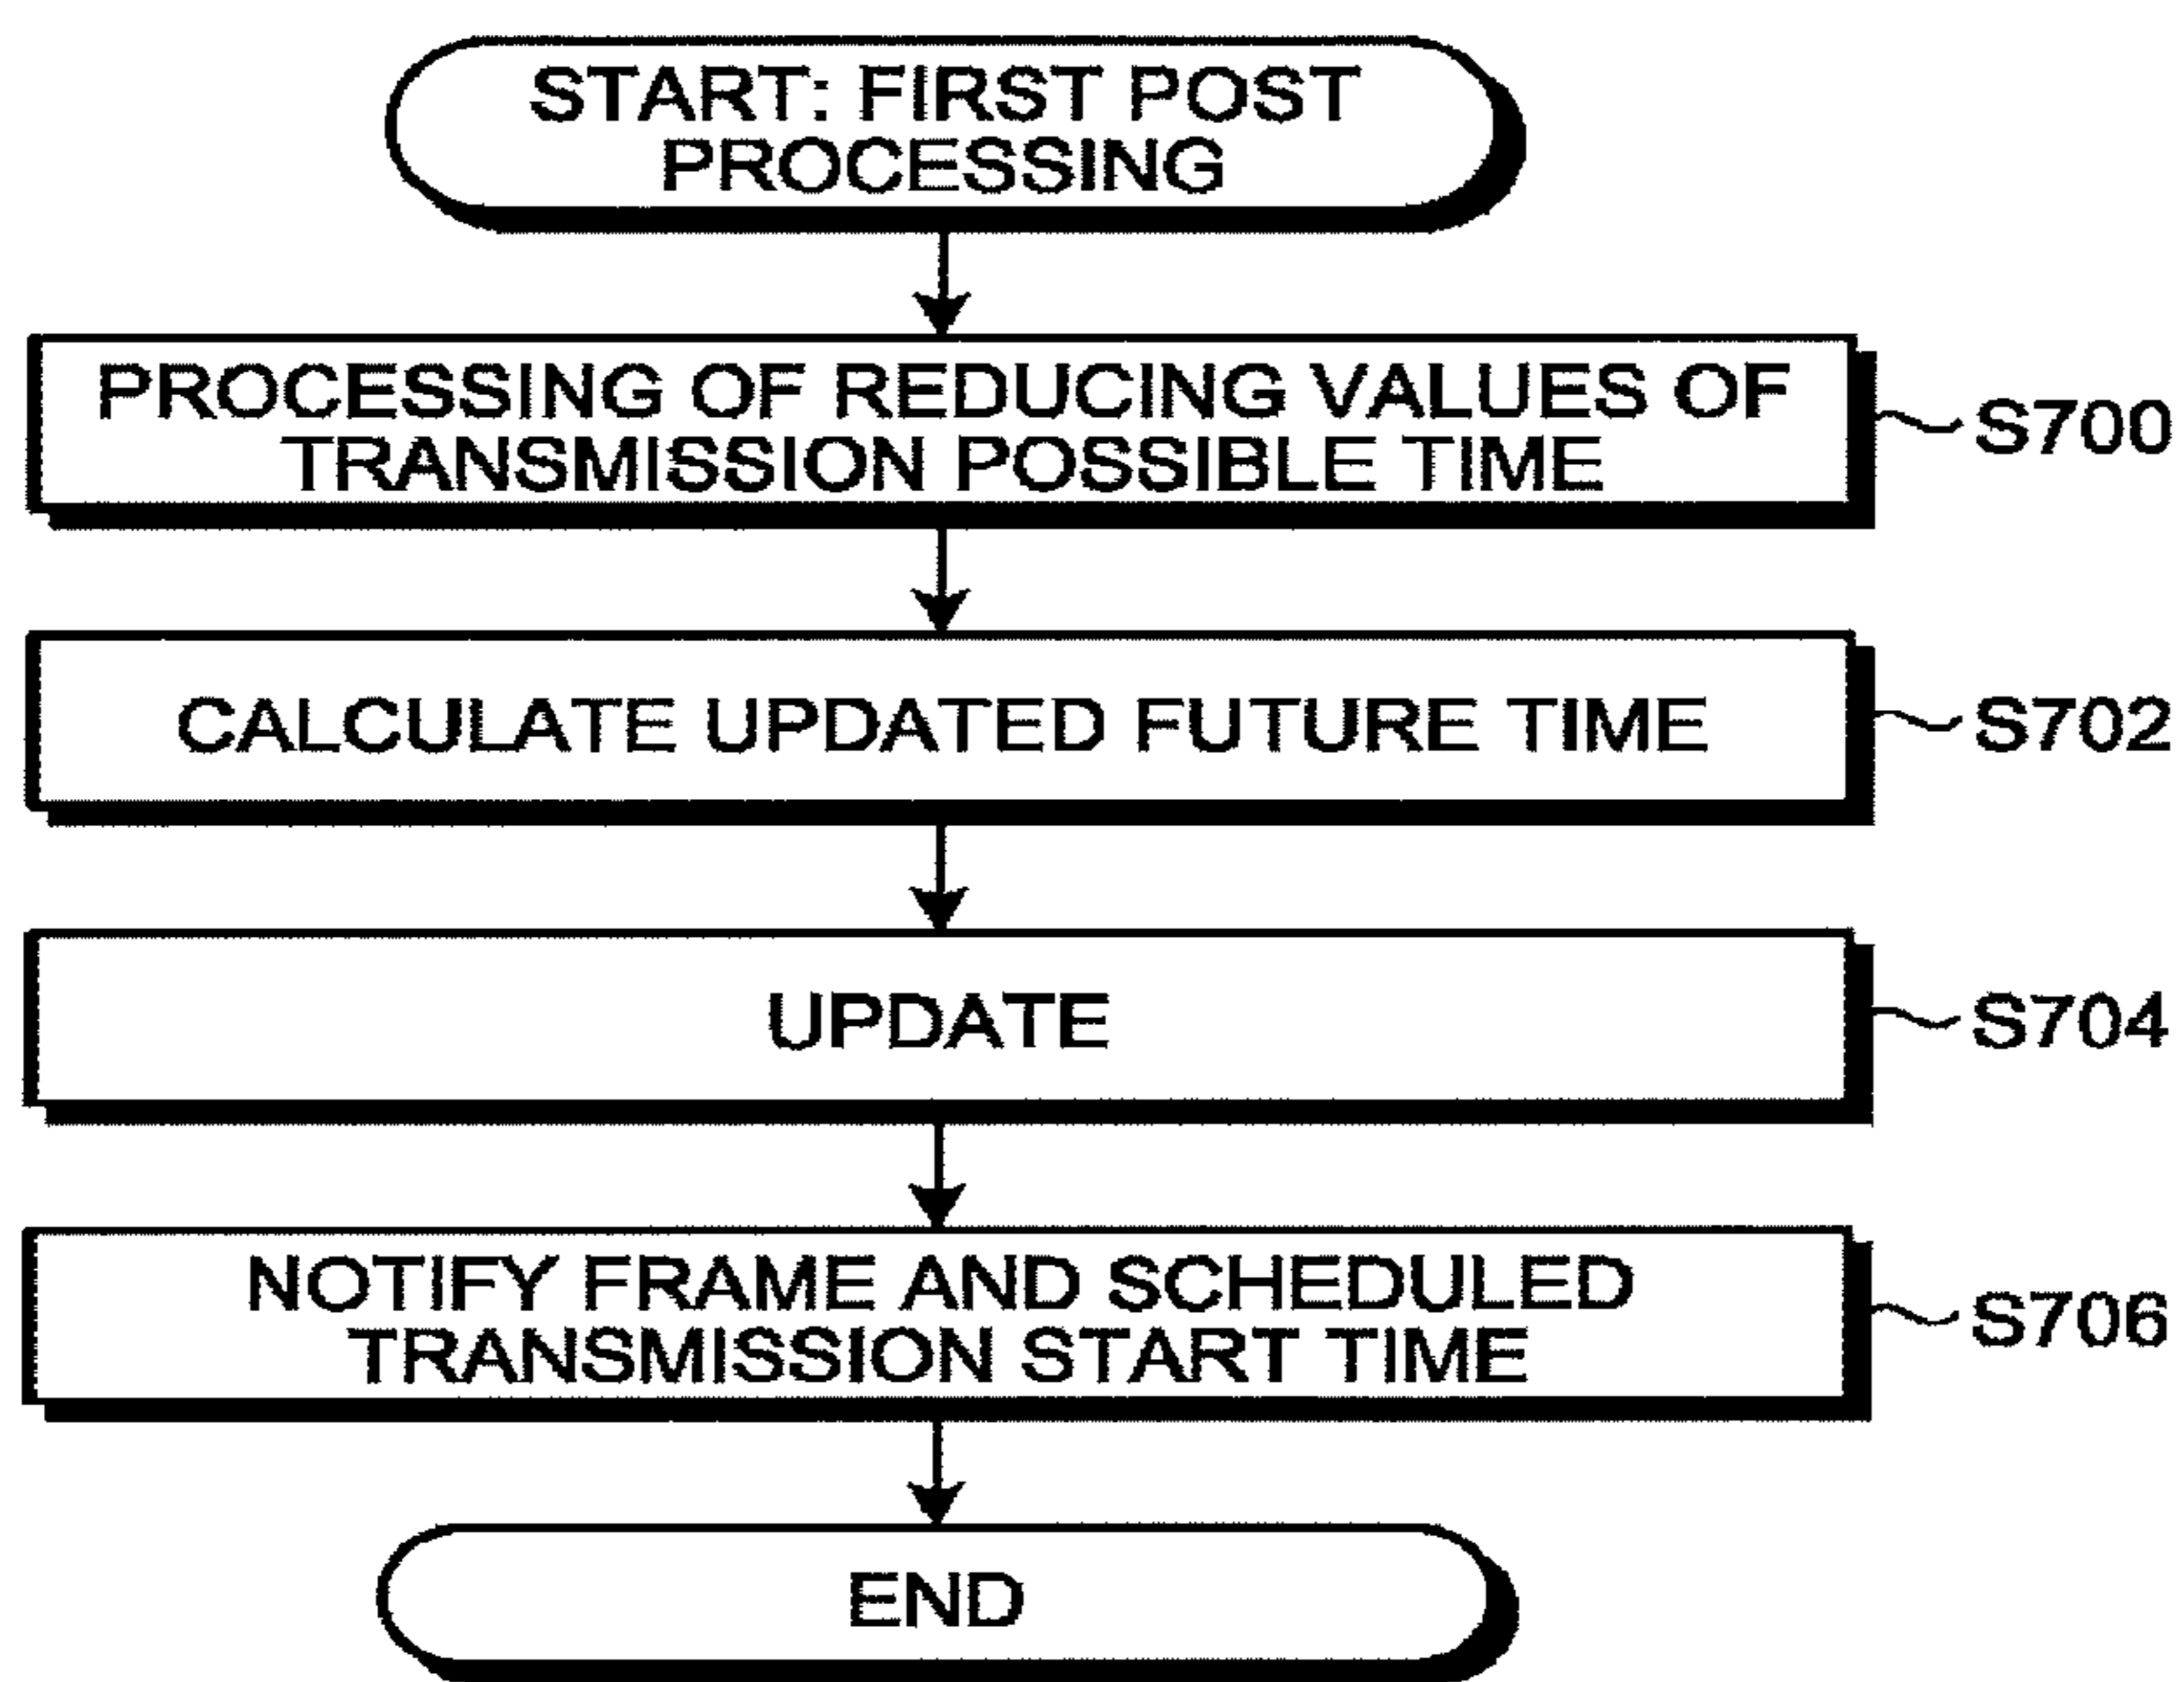 START: FIRST POST
PROCESSING
PROCESSING OF REDUCING VALUES OF
TRANSMISSION POSSIBLE TIME
S700
CALCULATE UPDATED FUTURE TIME
S702
UPDATE
S704
NOTIFY FRAME AND SCHEDULED
TRANSMISSION START TIME
S706
END